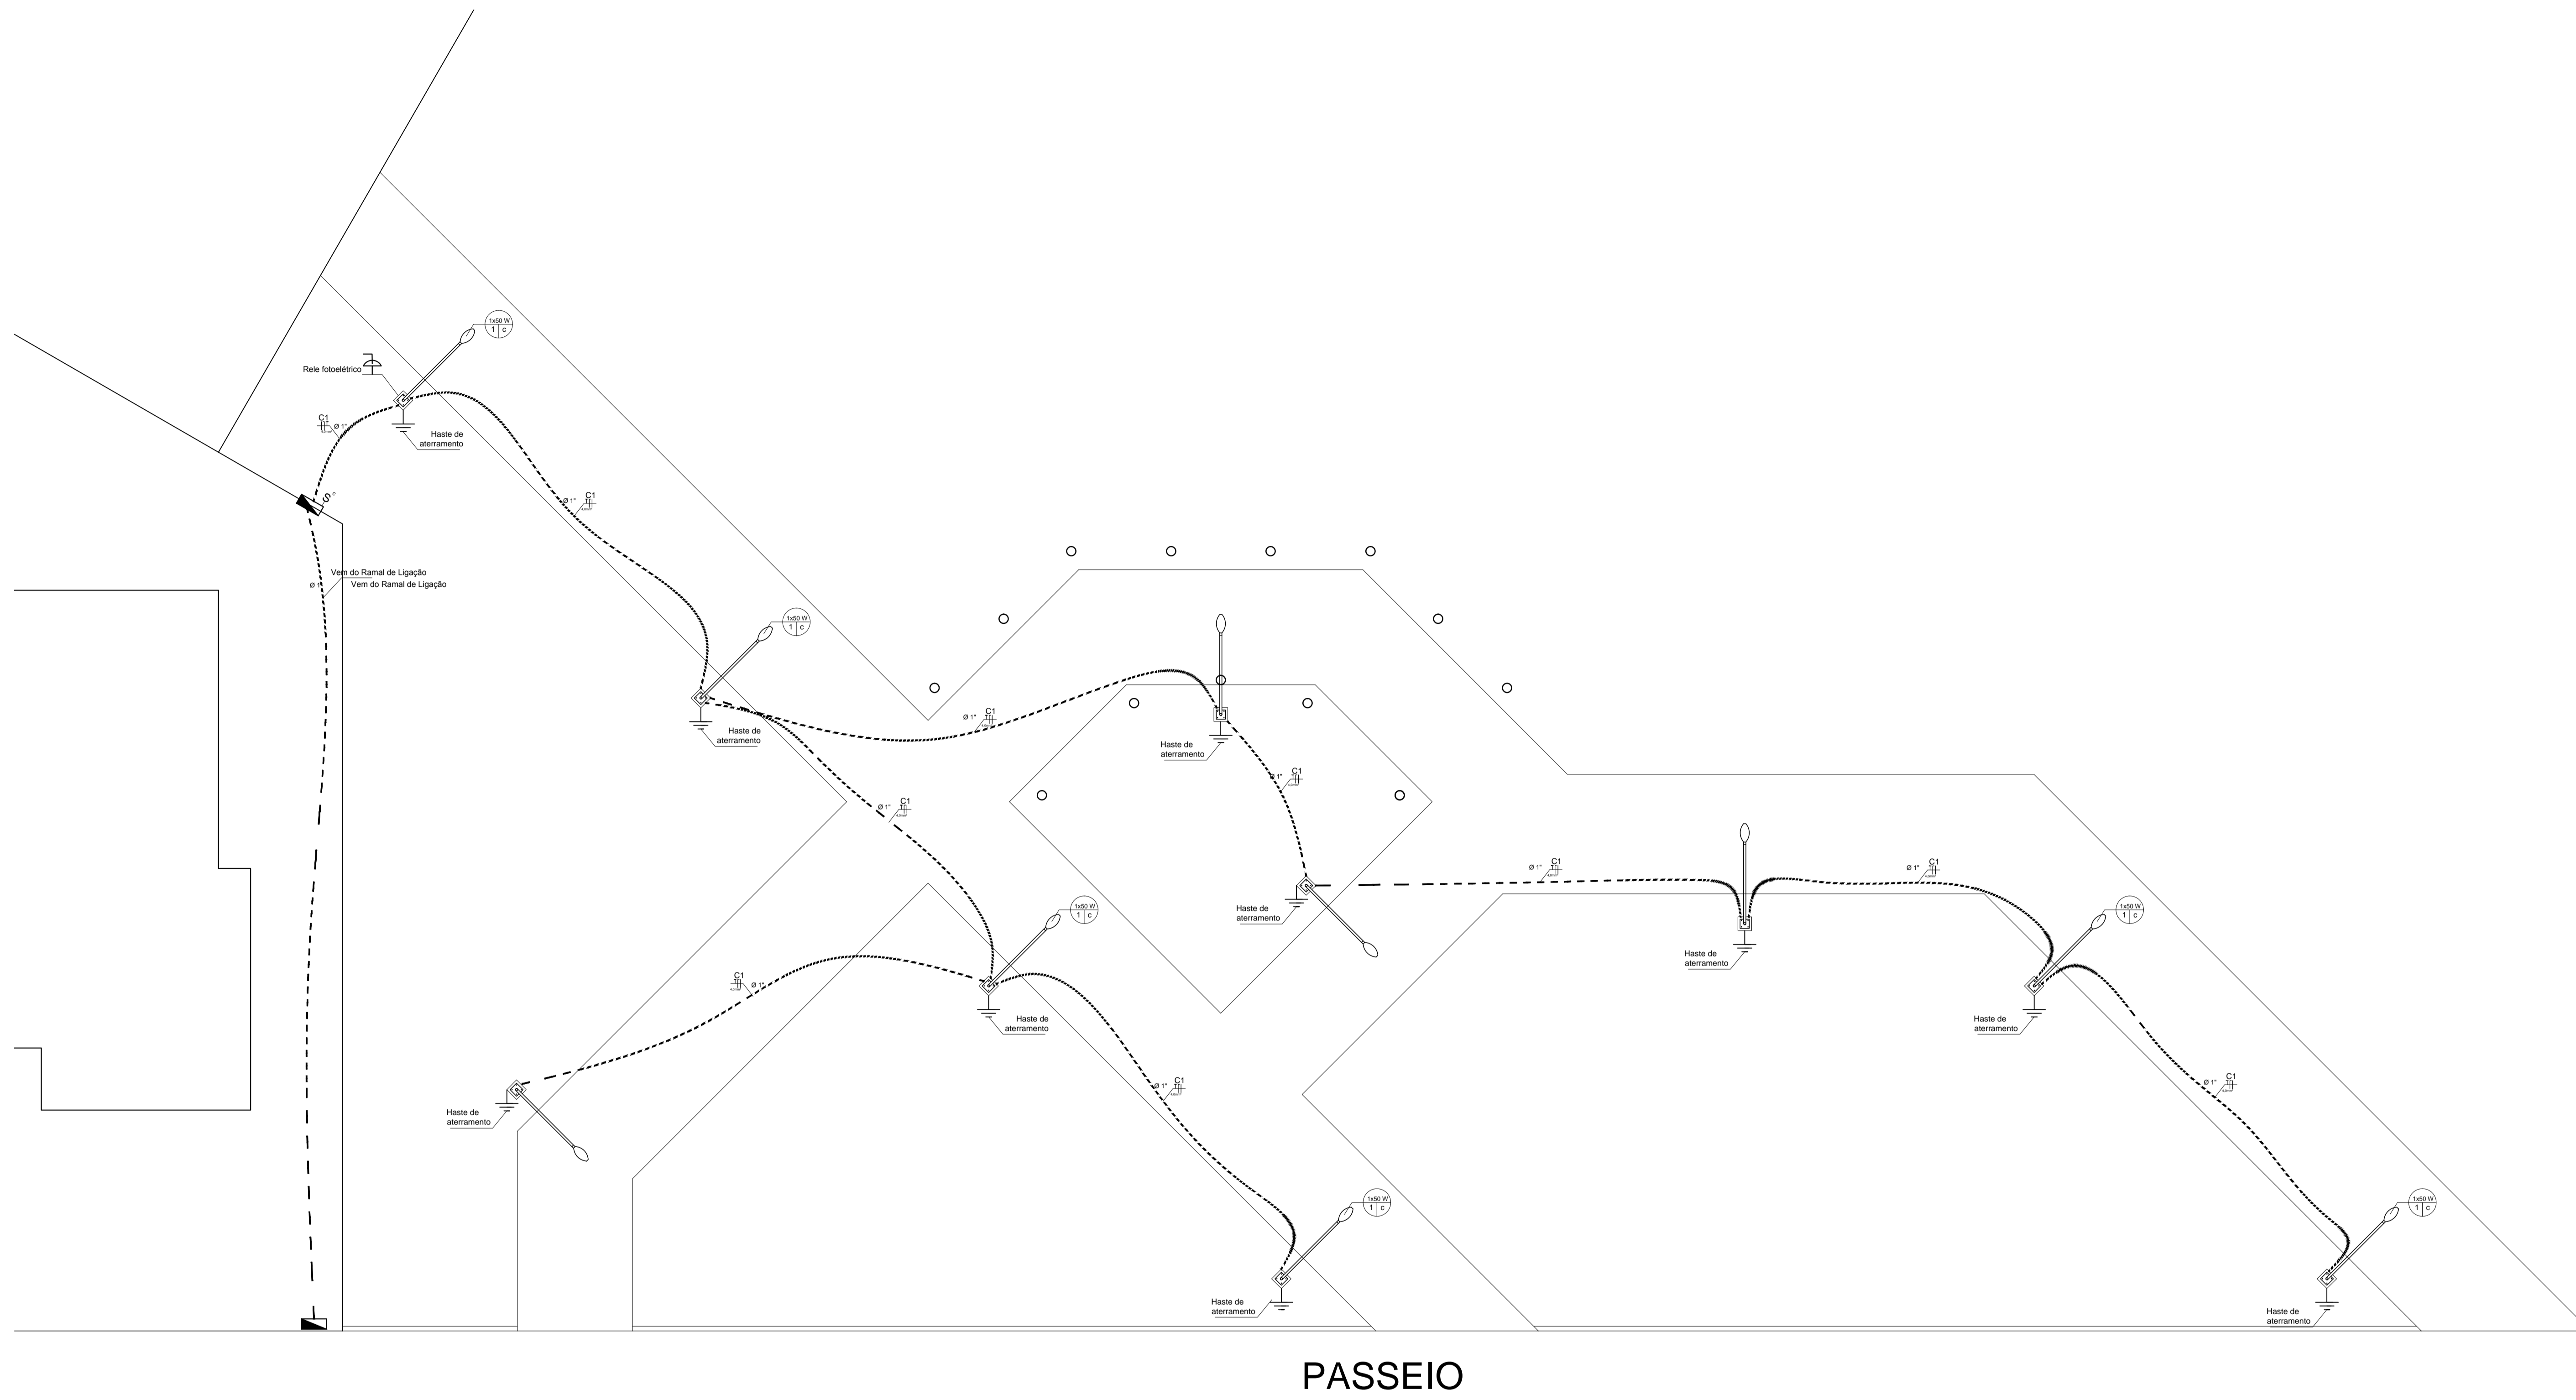 1x50 W
1 c
Rele fotoelétrico
C1
Ø 1"
Haste de
aterramento
S c
C1
Ø 1"
Vem do Ramal de Ligação
Vem do Ramal de Ligação
Ø 1"
1x50 W
1 c
Haste de
aterramento
C1
Ø 1"
Haste de
aterramento
C1
Ø 1"
C1
Ø 1"
C1
Ø 1"
C1
Ø 1"
1x50 W
1 c
Haste de
aterramento
1x50 W
1 c
Haste de
aterramento
C1
Ø 1"
Haste de
aterramento
Haste de
aterramento
C1
Ø 1"
C1
Ø 1"
Haste de
aterramento
1x50 W
1 c
1x50 W
1 c
Haste de
aterramento
Haste de
aterramento
PASSEIO